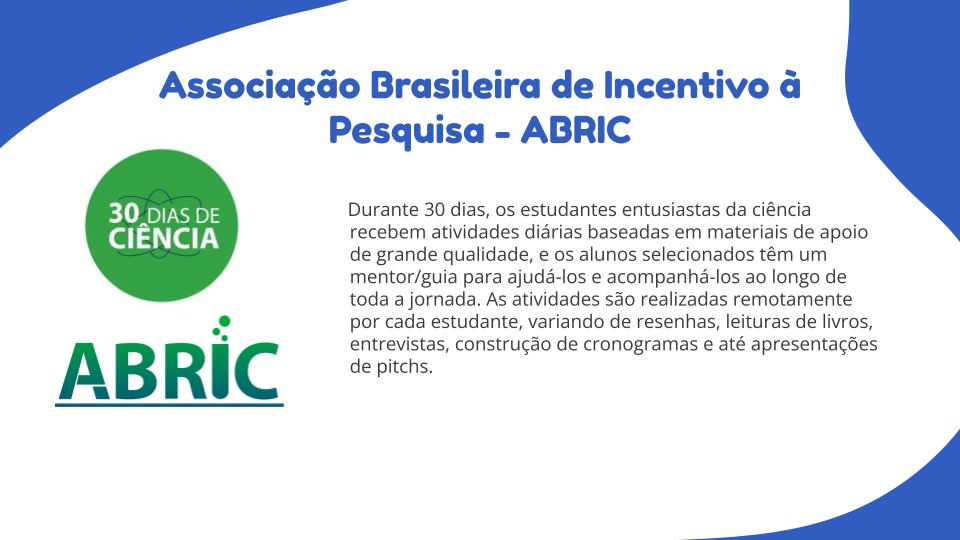 Associação Brasileira de Incentivo à
Pesquisa - ABRIC
30 DIAS DE
CIÊNCIA
ABRIC
Durante 30 dias, os estudantes entusiastas da ciência
recebem atividades diárias baseadas em materiais de apoio
de grande qualidade, e os alunos selecionados têm um
mentor/guia para ajudá-los e acompanhá-los ao longo de
toda a jornada. As atividades são realizadas remotamente
por cada estudante, variando de resenhas, leituras de livros,
entrevistas, construção de cronogramas e até apresentações
de pitchs.